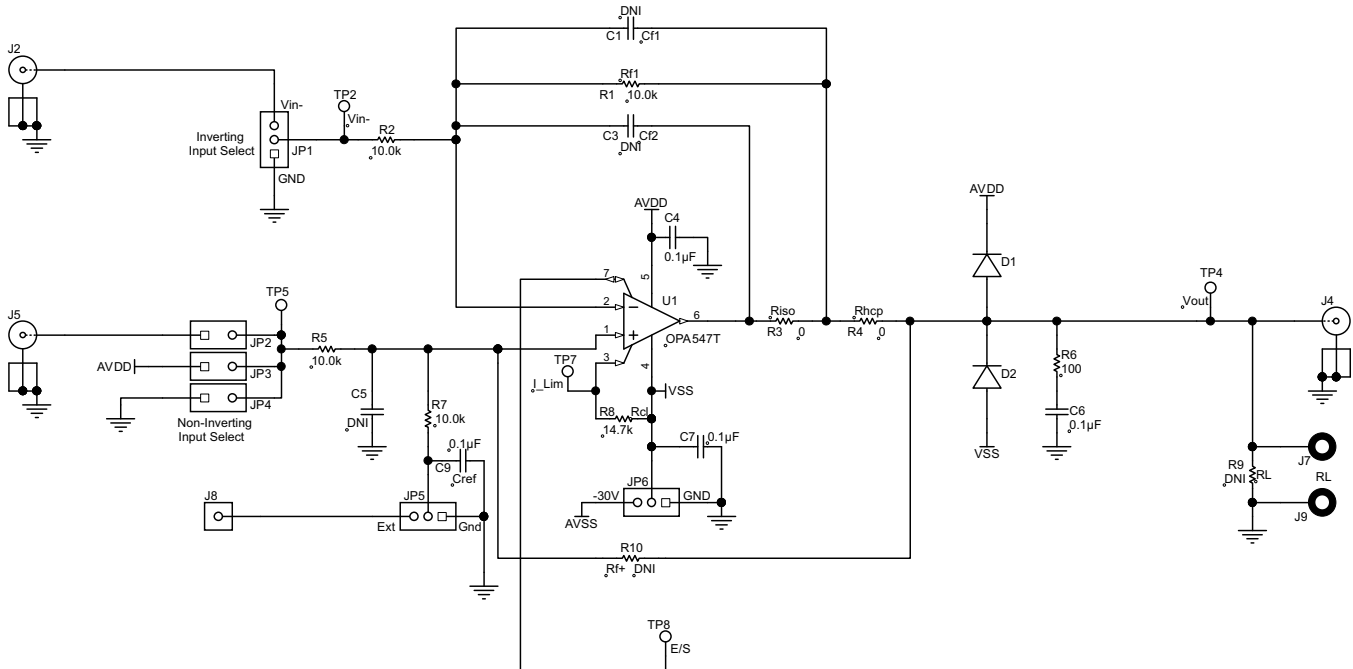 DNI
C1
Cf1
J2
Rf1
R1
10.0k
Vin-
TP2
Vin-
R2
10.0k
C3
Cf2
DNI
Inverting
Input Select
JP1
GND
AVDD
C4
0.1µF
AVDD
D1
7
5
U1
2
6
1
3
4
OPA547T
TP5
J5
JP2
R5
10.0k
AVDD
JP3
JP4
Non-Inverting
Input Select
Riso
R3
0
Rhcp
R4
0
TP4
Vout
J4
TP7
I_Lim
VSS
D2
R6
100
C5
DNI
R7
10.0k
R8
Rcl
14.7k
C6
0.1µF
VSS
0.1µF
C9
Cref
C7
0.1µF
J7
R9
DNI
RL
RL
J9
J8
JP5
Ext
Gnd
JP6
-30V
GND
AVSS
R10
Rf+
DNI
TP8
E/S